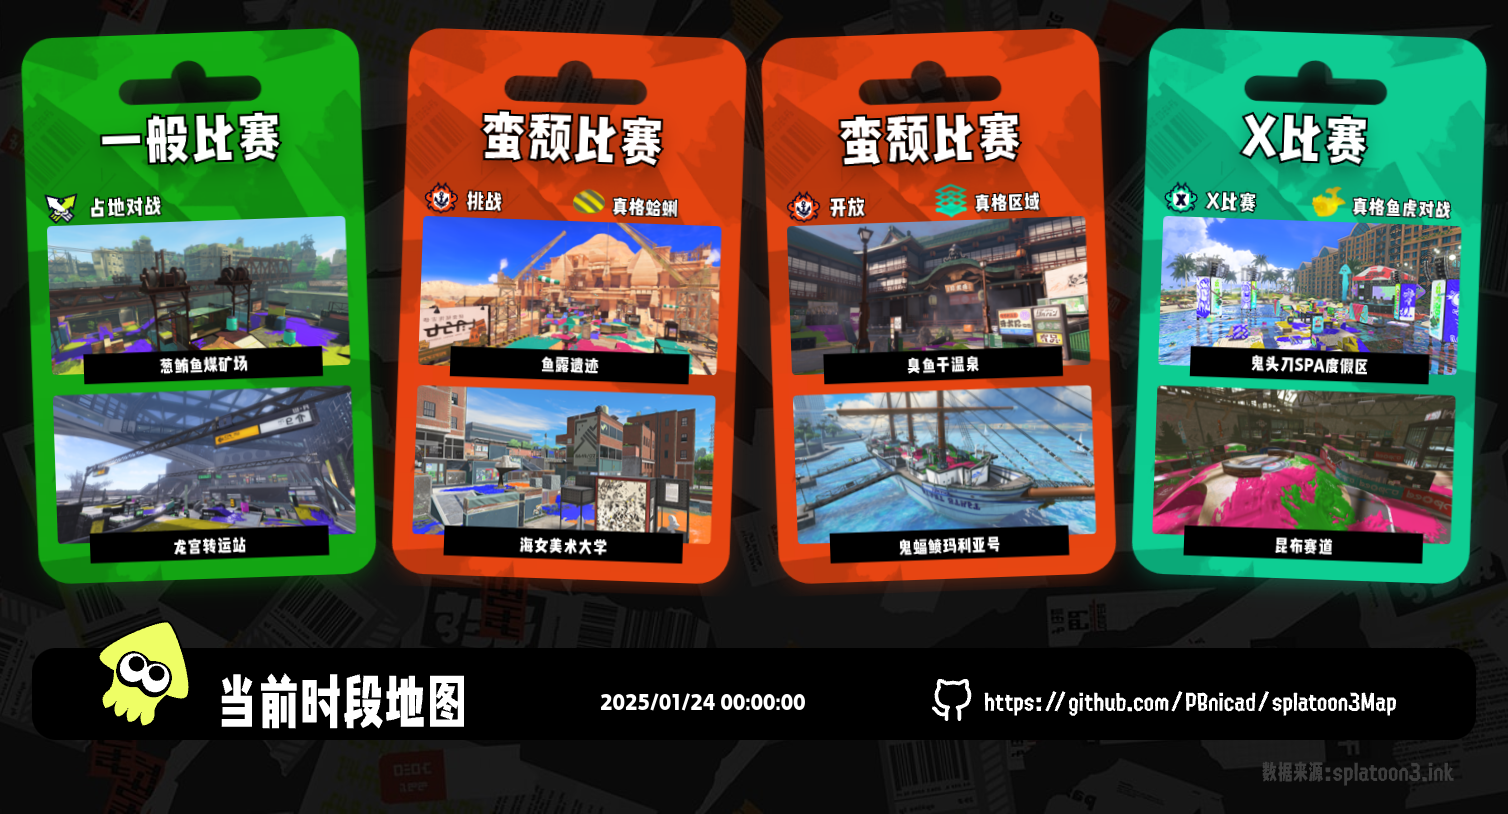 一般比赛
占地对战
葱鲔鱼煤矿场
龙宫转运站
蛮颓比赛
挑战
真格蛤蜊
鱼露遗迹
海女美术大学
蛮颓比赛
开放
真格区域
臭鱼干温泉
鬼蝠鲼玛利亚号
X比赛
X比赛
真格鱼虎对战
鬼头刀SPA度假区
昆布赛道
当前时段地图
2025/01/24 00:00:00
https://github.com/PBnicad/splatoon3Map
数据来源:splatoon3.ink